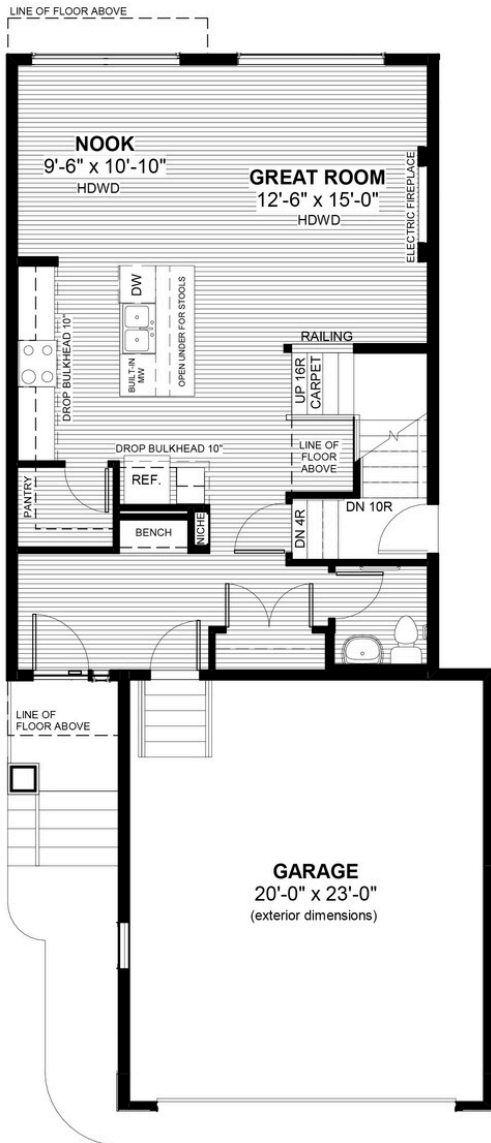 LINE OF FLOOR ABOVE
NOOK
9'-6" x 10'-10"
HDWD
GREAT ROOM
12'-6" x 15'-0"
HDWD
ELECTRIC FIREPLACE
DW
BUILT-IN
MW
OPEN UNDER FOR STOOLS
DROP BULKHEAD 10"
RAILING
UP 16R
CARPET
LINE OF
FLOOR
ABOVE
DROP BULKHEAD 10"
REF.
PANTRY
BENCH
NICHE
DN 4R
DN 10R
LINE OF
FLOOR ABOVE
GARAGE
20'-0" x 23'-0"
(exterior dimensions)